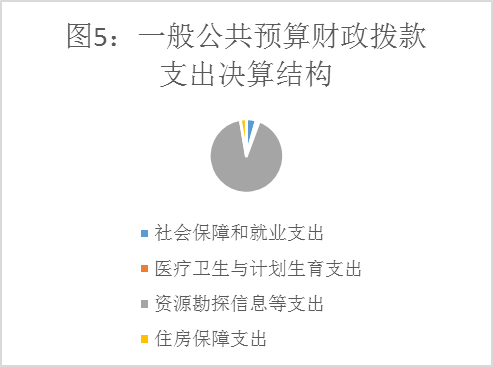 图5：一般公共预算财政拨款
支出决算结构
社会保障和就业支出
医疗卫生与计划生育支出
资源勘探信息等支出
住房保障支出